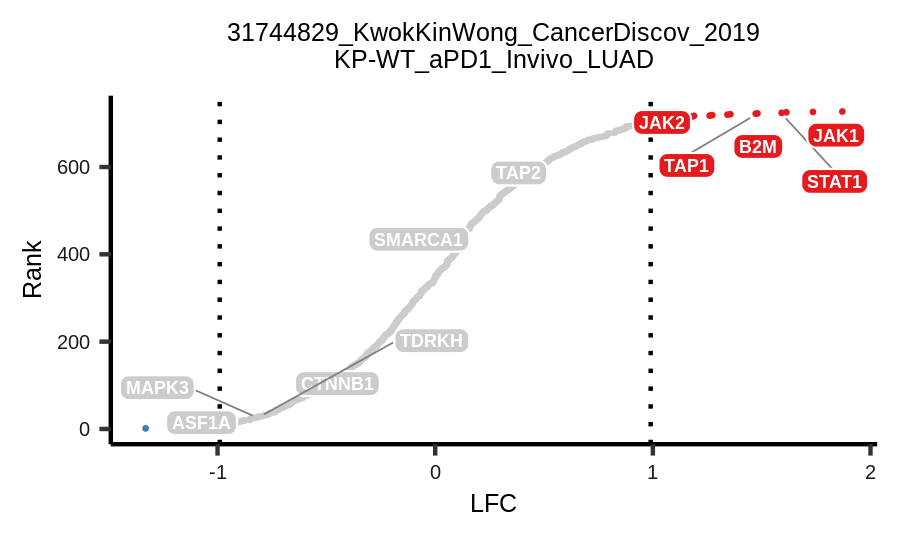 31744829_KwokKinWong_CancerDiscov_2019
KP-WT_aPD1_Invivo_LUAD
Rank
600
400
200
0
JAK2
JAK1
B2M
TAP1
STAT1
TAP2
SMARCA1
TDRKH
CTNNB1
MAPK3
ASF1A
-1
0
1
2
LFC